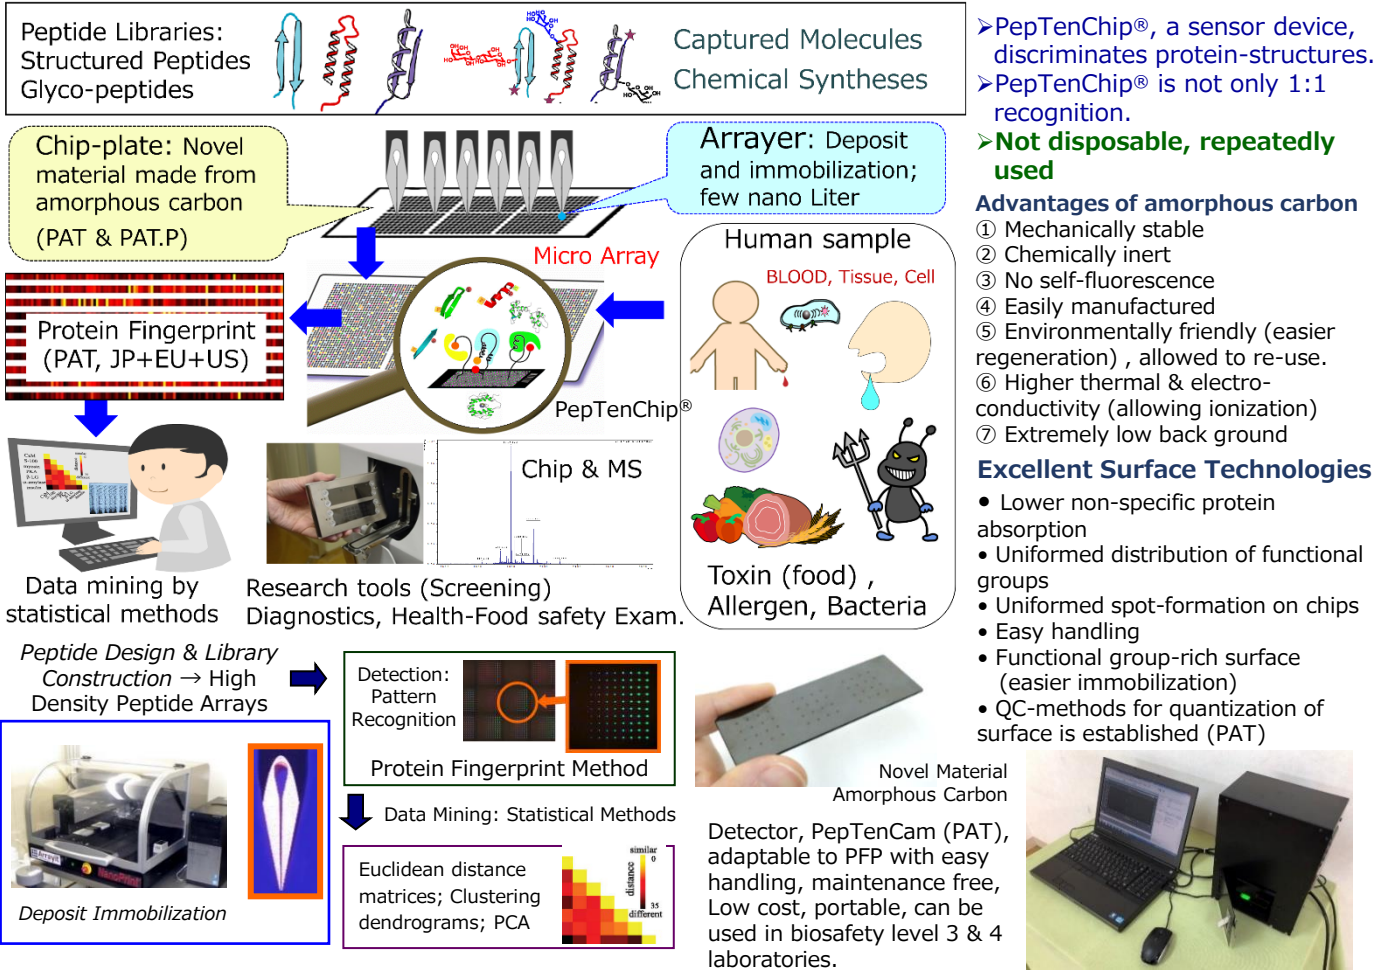 Peptide Libraries:
Structured Peptides
Glyco-peptides
Captured Molecules
Chemical Syntheses
Chip-plate: Novel
material made from
amorphous carbon
(PAT & PAT.P)
Arrayer: Deposit
and immobilization;
few nano Liter
Micro Array
Human sample
BLOOD, Tissue, Cell
Protein Fingerprint
(PAT, JP+EU+US)
PepTenChip®
Chip & MS
Toxin (food) ,
Allergen, Bacteria
Data mining by
statistical methods
Research tools (Screening)
Diagnostics, Health-Food safety Exam.
➢PepTenChip®, a sensor device,
discriminates protein-structures.
➢PepTenChip® is not only 1:1
recognition.
➢Not disposable, repeatedly
used
Advantages of amorphous carbon
① Mechanically stable
② Chemically inert
③ No self-fluorescence
④ Easily manufactured
⑤ Environmentally friendly (easier
regeneration) , allowed to re-use.
⑥ Higher thermal & electro-
conductivity (allowing ionization)
⑦ Extremely low back ground
Excellent Surface Technologies
• Lower non-specific protein
absorption
• Uniformed distribution of functional
groups
• Uniformed spot-formation on chips
• Easy handling
• Functional group-rich surface
(easier immobilization)
• QC-methods for quantization of
surface is established (PAT)
Peptide Design & Library
Construction → High
Density Peptide Arrays
Deposit Immobilization
Arrayit
NanoPrint
Detection:
Pattern
Recognition
Protein Fingerprint Method
Data Mining: Statistical Methods
Euclidean distance
matrices; Clustering
dendrograms; PCA
similar
0
distance
35
different
Novel Material
Amorphous Carbon
Detector, PepTenCam (PAT),
adaptable to PFP with easy
handling, maintenance free,
Low cost, portable, can be
used in biosafety level 3 & 4
laboratories.